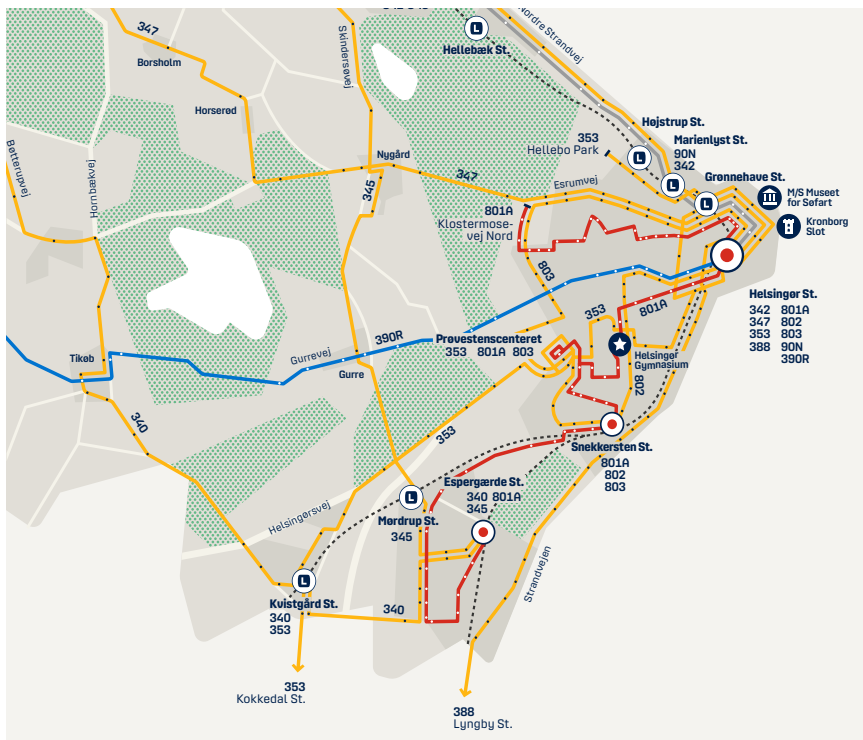 Nordre Strandvej
347
Borsholm
Skindersøvej
Hellebæk St.
Horserød
Højstrup St.
353
Hellebo Park
Marienlyst St.
90N
342
Bøtterupvej
Hornbækvej
Nygård
347
345
Esrumvej
Grønnehave St.
M/S Museet
for Søfart
Kronborg
Slot
801A
Klostermose-
vej Nord
803
Helsingør St.
342 801A
347 802
353 803
388 90N
390R
353
801A
390R
Gurrevej
Gurre
Tikøb
Prøvestenscenteret
353 801A 803
Helsingør
Gymnasium
802
340
353
Snekkersten St.
801A
802
803
Espergærde St.
340 801A
345
Helsingørsvej
Mørdrup St.
345
Strandvejen
Kvistgård St.
340
353
340
353
Kokkedal St.
388
Lyngby St.